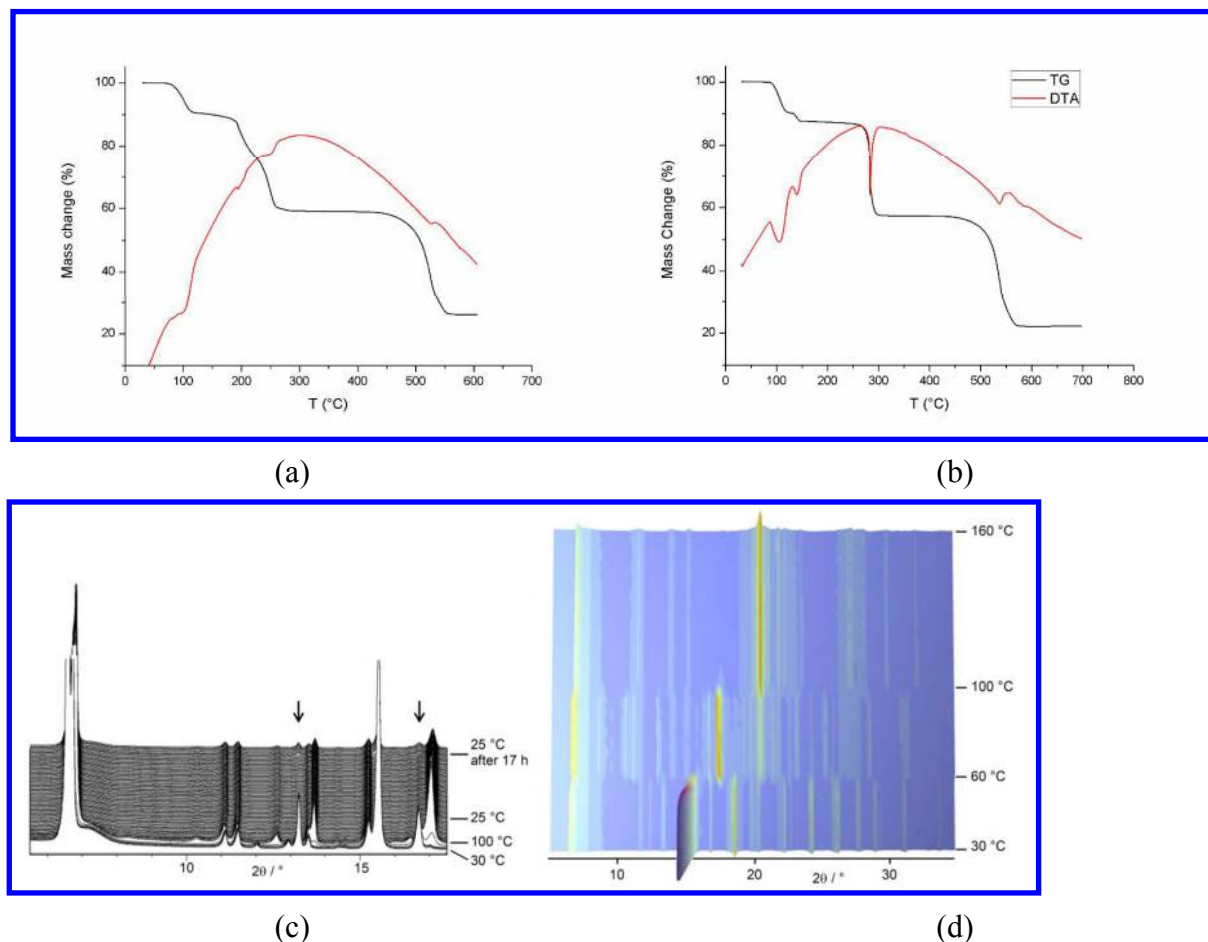 100
80
60
40
20
Mass change (%)
0 100 200 300 400 500 600 700
T (°C)
100
80
60
40
20
Mass Change (%)
0 100 200 300 400 500 600 700 800
T (°C)
TG
DTA
(a) (b)
25 °C
after 17 h
25 °C
100 °C
30 °C
10 15
2θ / °
160 °C
100 °C
60 °C
30 °C
10 20 30
2θ / °
(c) (d)